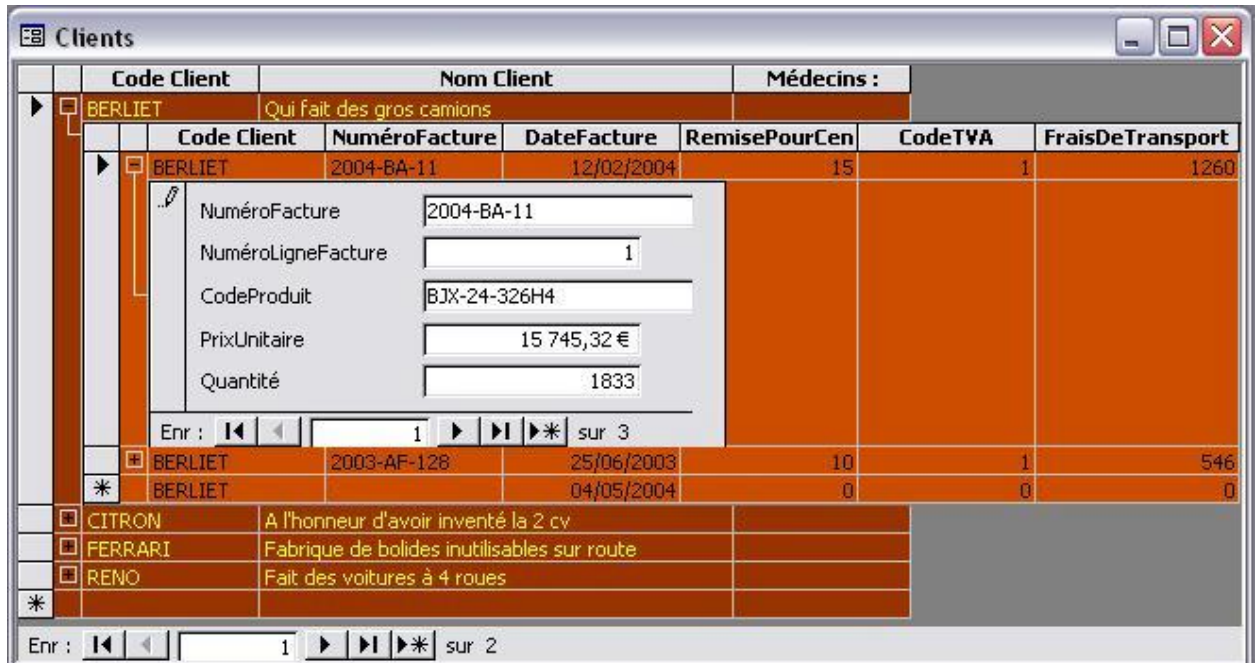 Clients
Code Client Nom Client Médecins :
BERLIET Qui fait des gros camions
Code Client NuméroFacture DateFacture RemisePourCen CodeTVA FraisDeTransport
BERLIET 2004-BA-11 12/02/2004 15 1 1260
NuméroFacture 2004-BA-11
NuméroLigneFacture 1
CodeProduit BJX-24-326H4
PrixUnitaire 15 745,32 €
Quantité 1833
Enr : 1 sur 3
BERLIET 2003-AF-128 25/06/2003 10 1 546
BERLIET 04/05/2004 0 0 0
CITRON A l'honneur d'avoir inventé la 2 cv
FERRARI Fabrique de bolides inutilisables sur route
RENO Fait des voitures à 4 roues
Enr : 1 sur 2